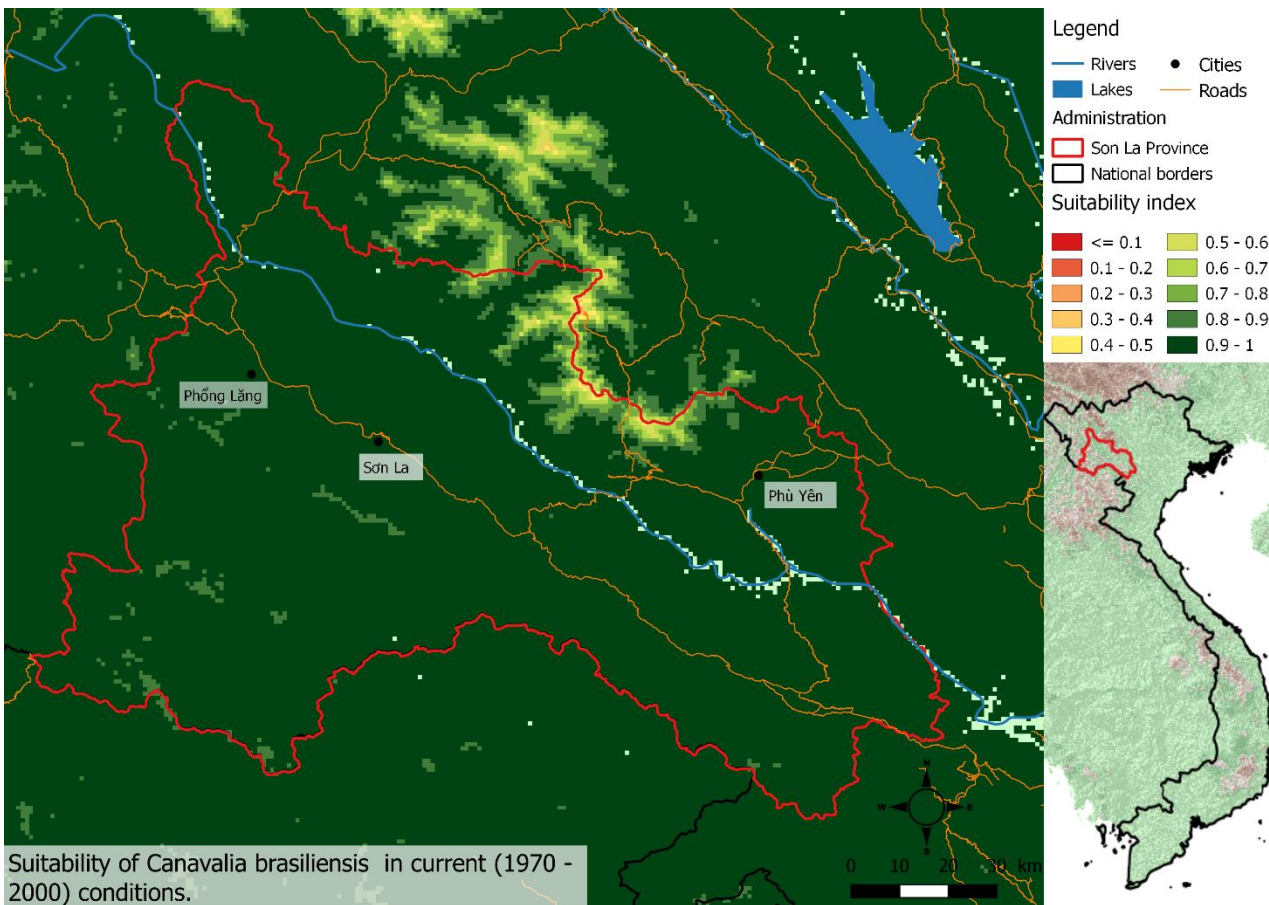 Legend
Rivers
Cities
Lakes
Roads
Administration
Son La Province
National borders
Suitability index
<= 0.1
0.5 - 0.6
0.1 - 0.2
0.6 - 0.7
0.2 - 0.3
0.7 - 0.8
0.3 - 0.4
0.8 - 0.9
0.4 - 0.5
0.9 - 1
Phổng Lăng
Sơn La
Phù Yên
N
W
E
S
0 10 20 30 km
Suitability of Canavalia brasiliensis in current (1970 -
2000) conditions.